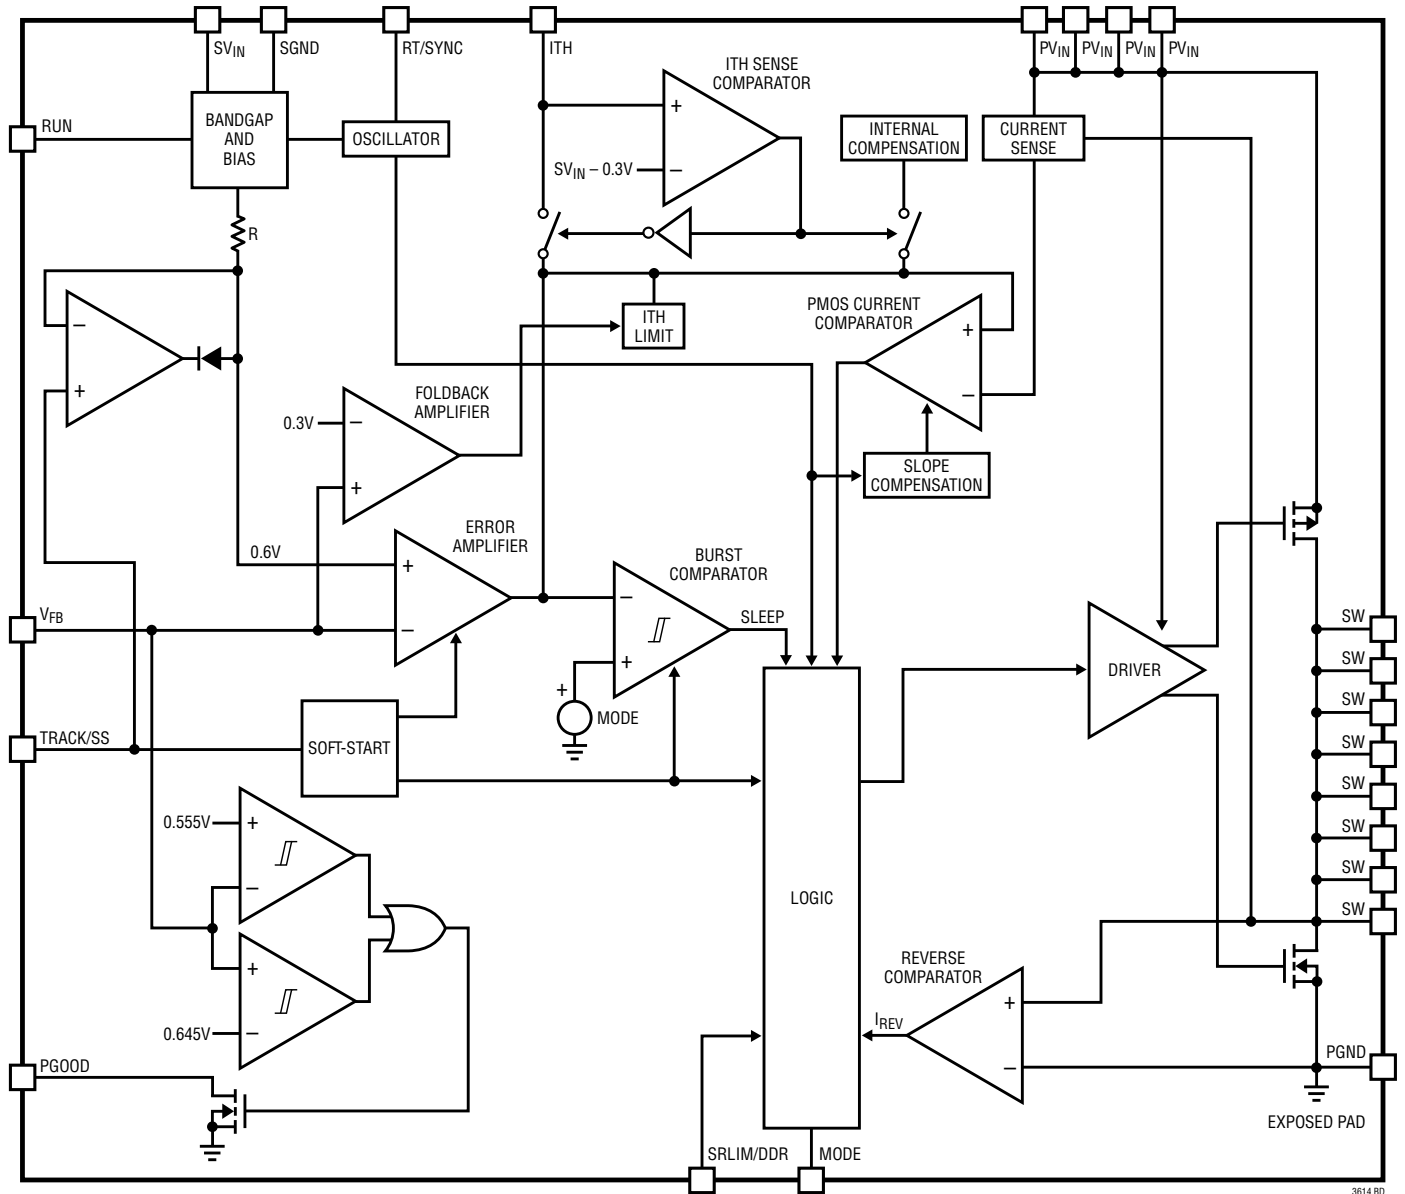 SVIN
SGND
RT/SYNC
ITH
PVIN
PVIN
PVIN
PVIN
ITH SENSE
COMPARATOR
RUN
BANDGAP
AND
BIAS
OSCILLATOR
+
SVIN – 0.3V
–
INTERNAL
COMPENSATION
CURRENT
SENSE
R
ITH
LIMIT
PMOS CURRENT
COMPARATOR
+
–
–
+
FOLDBACK
AMPLIFIER
0.3V
–
+
SLOPE
COMPENSATION
ERROR
AMPLIFIER
0.6V
+
–
BURST
COMPARATOR
–
+
SLEEP
VFB
+
MODE
DRIVER
SW
SW
SW
SW
SW
SW
SW
SW
TRACK/SS
SOFT-START
0.555V
+
–
+
0.645V
–
LOGIC
REVERSE
COMPARATOR
+
IREV
–
PGOOD
PGND
EXPOSED PAD
SRLIM/DDR
MODE
3614 BD